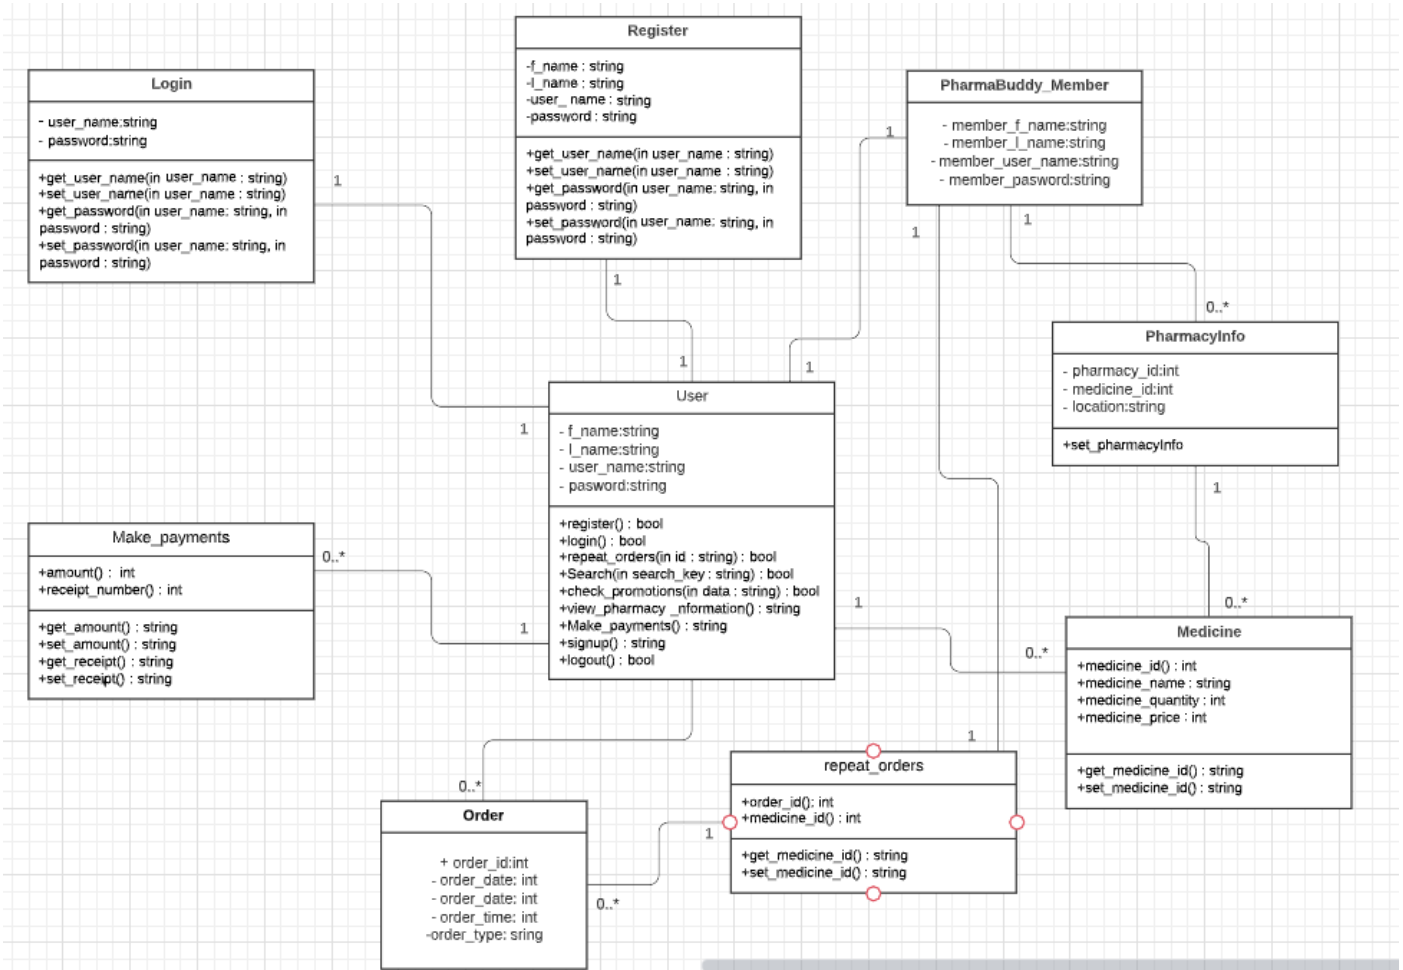 Register
-f_name : string
-l_name : string
-user_ name : string
-password : string
+get_user_name(in user_name : string)
+set_user_name(in user_name : string)
+get_password(in user_name: string, in
password : string)
+set_password(in user_name: string, in
password : string)
1
Login
- user_name:string
- password:string
+get_user_name(in user_name : string)
+set_user_name(in user_name : string)
+get_password(in user_name: string, in
password : string)
+set_password(in user_name: string, in
password : string)
1
PharmaBuddy_Member
- member_f_name:string
- member_l_name:string
- member_user_name:string
- member_pasword:string
1
1
1
0..*
PharmacyInfo
- pharmacy_id:int
- medicine_id:int
- location:string
+set_pharmacyInfo
1
1
1
1
User
- f_name:string
- l_name:string
- user_name:string
- pasword:string
+register() : bool
+login() : bool
+repeat_orders(in id : string) : bool
+Search(in search_key : string) : bool
+check_promotions(in data : string) : bool
+view_pharmacy _nformation() : string
+Make_payments() : string
+signup() : string
+logout() : bool
1
1
Make_payments
+amount() : int
+receipt_number() : int
+get_amount() : string
+set_amount() : string
+get_receipt() : string
+set_receipt() : string
0..*
0..*
0..*
Medicine
+medicine_id() : int
+medicine_name : string
+medicine_quantity : int
+medicine_price : int
+get_medicine_id() : string
+set_medicine_id() : string
1
repeat_orders
+order_id(): int
+medicine_id() : int
+get_medicine_id() : string
+set_medicine_id() : string
1
0..*
Order
+ order_id:int
- order_date: int
- order_date: int
- order_time: int
-order_type: sring
0..*